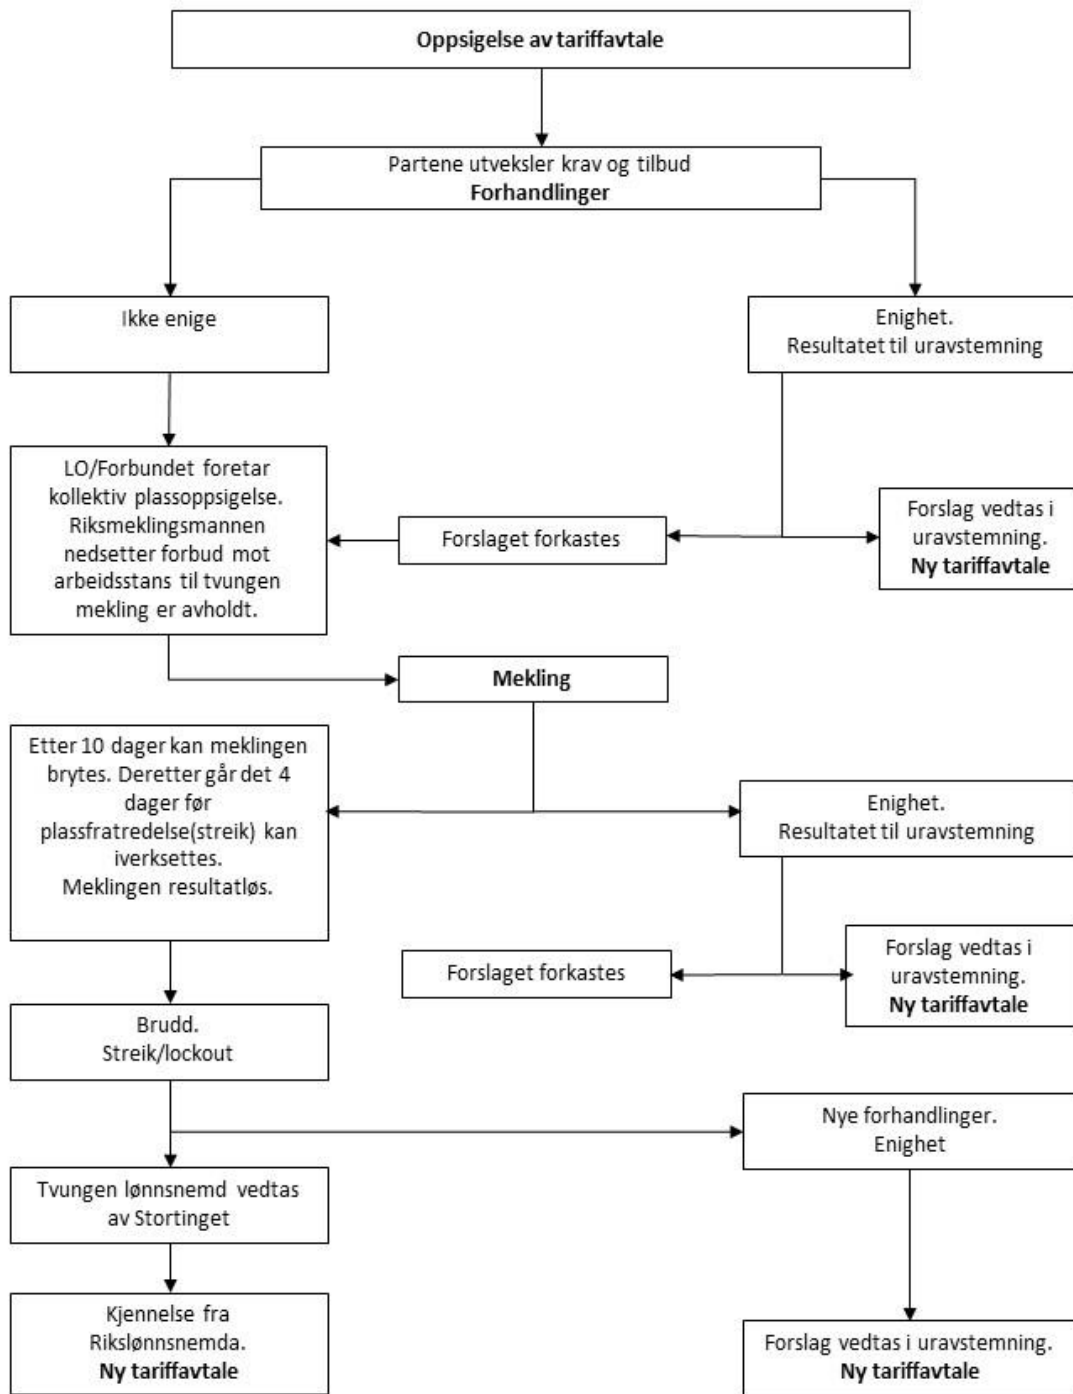 Oppsigelse av tariffavtale
Partene utveksler krav og tilbud
Forhandlinger
Ikke enige
Enighet.
Resultatet til uravstemning
LO/Forbundet foretar
kollektiv plassoppsigelse.
Riksmeklingsmannen
nedsetter forbud mot
arbeidsstans til tvungen
mekling er avholdt.
Forslaget forkastes
Forslag vedtas i
uravstemning.
Ny tariffavtale
Mekling
Etter 10 dager kan meklingen
brytes. Deretter går det 4
dager før
plassfratredelse(streik) kan
iverksettes.
Meklingen resultatløs.
Enighet.
Resultatet til uravstemning
Forslaget forkastes
Forslag vedtas i
uravstemning.
Ny tariffavtale
Brudd.
Streik/lockout
Nye forhandlinger.
Enighet
Tvungen lønnsnemd vedtas
av Stortinget
Kjennelse fra
Rikslønnsnemda.
Ny tariffavtale
Forslag vedtas i uravstemning.
Ny tariffavtale